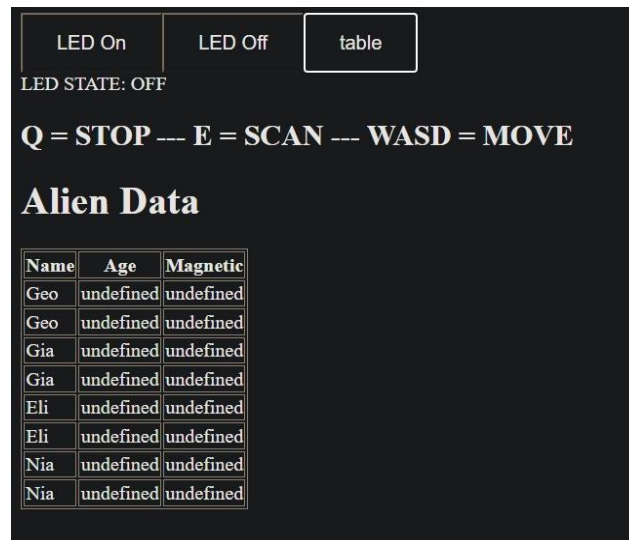 LED On LED Off table
LED STATE: OFF
Q = STOP --- E = SCAN --- WASD = MOVE
Alien Data
Name Age Magnetic
Geo undefined undefined
Geo undefined undefined
Gia undefined undefined
Gia undefined undefined
Eli undefined undefined
Eli undefined undefined
Nia undefined undefined
Nia undefined undefined